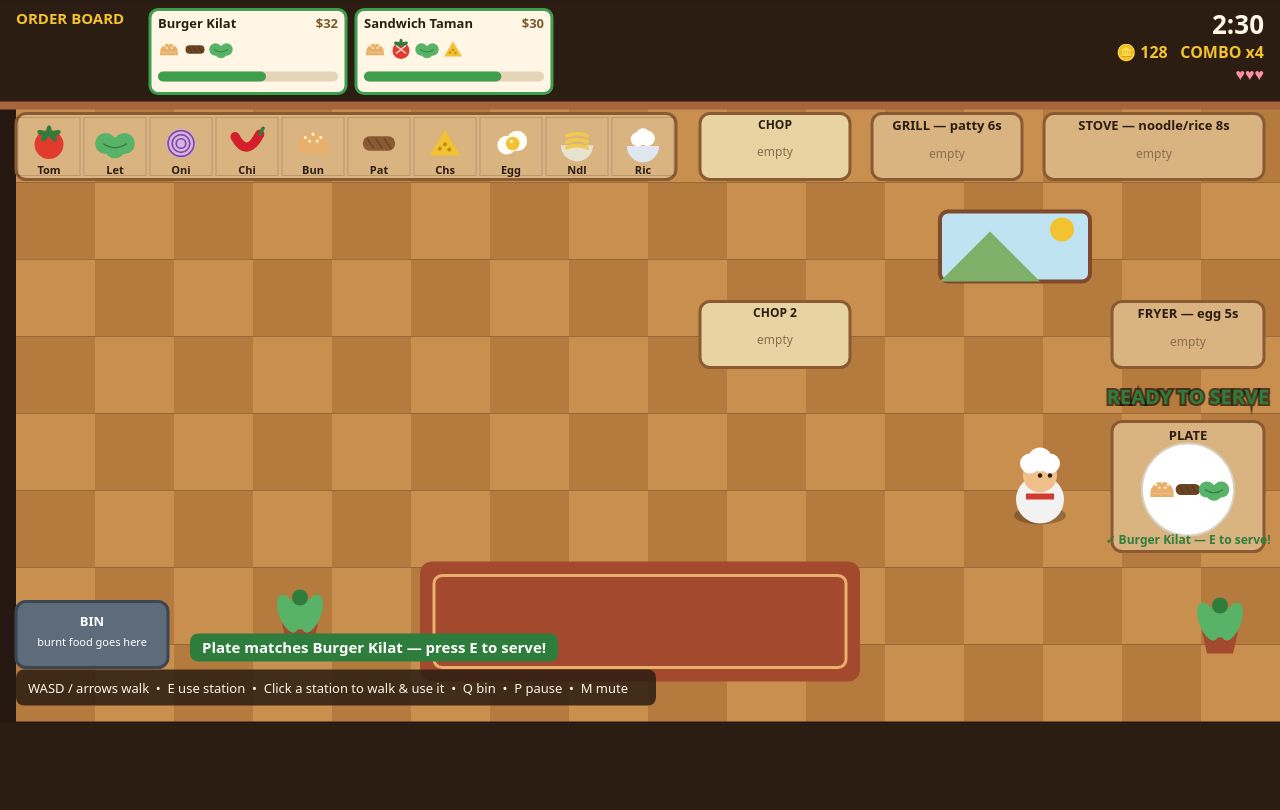 ORDER BOARD
Burger Kilat $32
Sandwich Taman $30
2:30
128 COMBO x4
♥♥♥
Tom Let Oni Chi Bun Pat Chs Egg Ndl Ric
CHOP
empty
GRILL — patty 6s
empty
STOVE — noodle/rice 8s
empty
CHOP 2
empty
FRYER — egg 5s
empty
READY TO SERVE
PLATE
✓ Burger Kilat — E to serve!
BIN
burnt food goes here
Plate matches Burger Kilat — press E to serve!
WASD / arrows walk • E use station • Click a station to walk & use it • Q bin • P pause • M mute